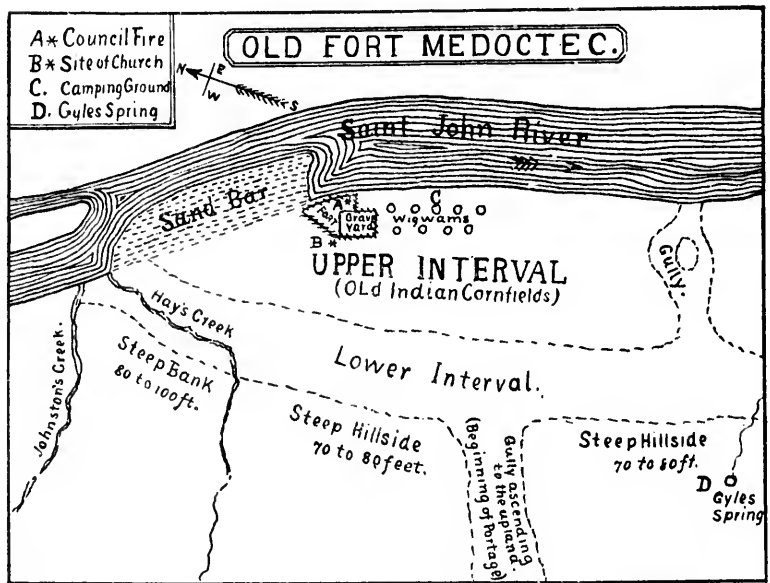 OLD FORT MEDOCTEC.
A* Council Fire
B* Site of Church
C. Camping Ground
D. Gyles Spring
N
E
W
S
Saint John River
Sand Bar
A*
Fort
Grave
Yard
B*
C
Wigwams
UPPER INTERVAL
(Old Indian Cornfields)
Gully.
Johnston's Creek.
Hay's Creek
Steep Bank
80 to 100 ft.
Lower Interval.
Steep Hillside
70 to 80 feet.
Gully ascending
to the upland.
(Beginning of Portage)
Steep Hillside
70 to 80 ft.
D
Gyles
Spring